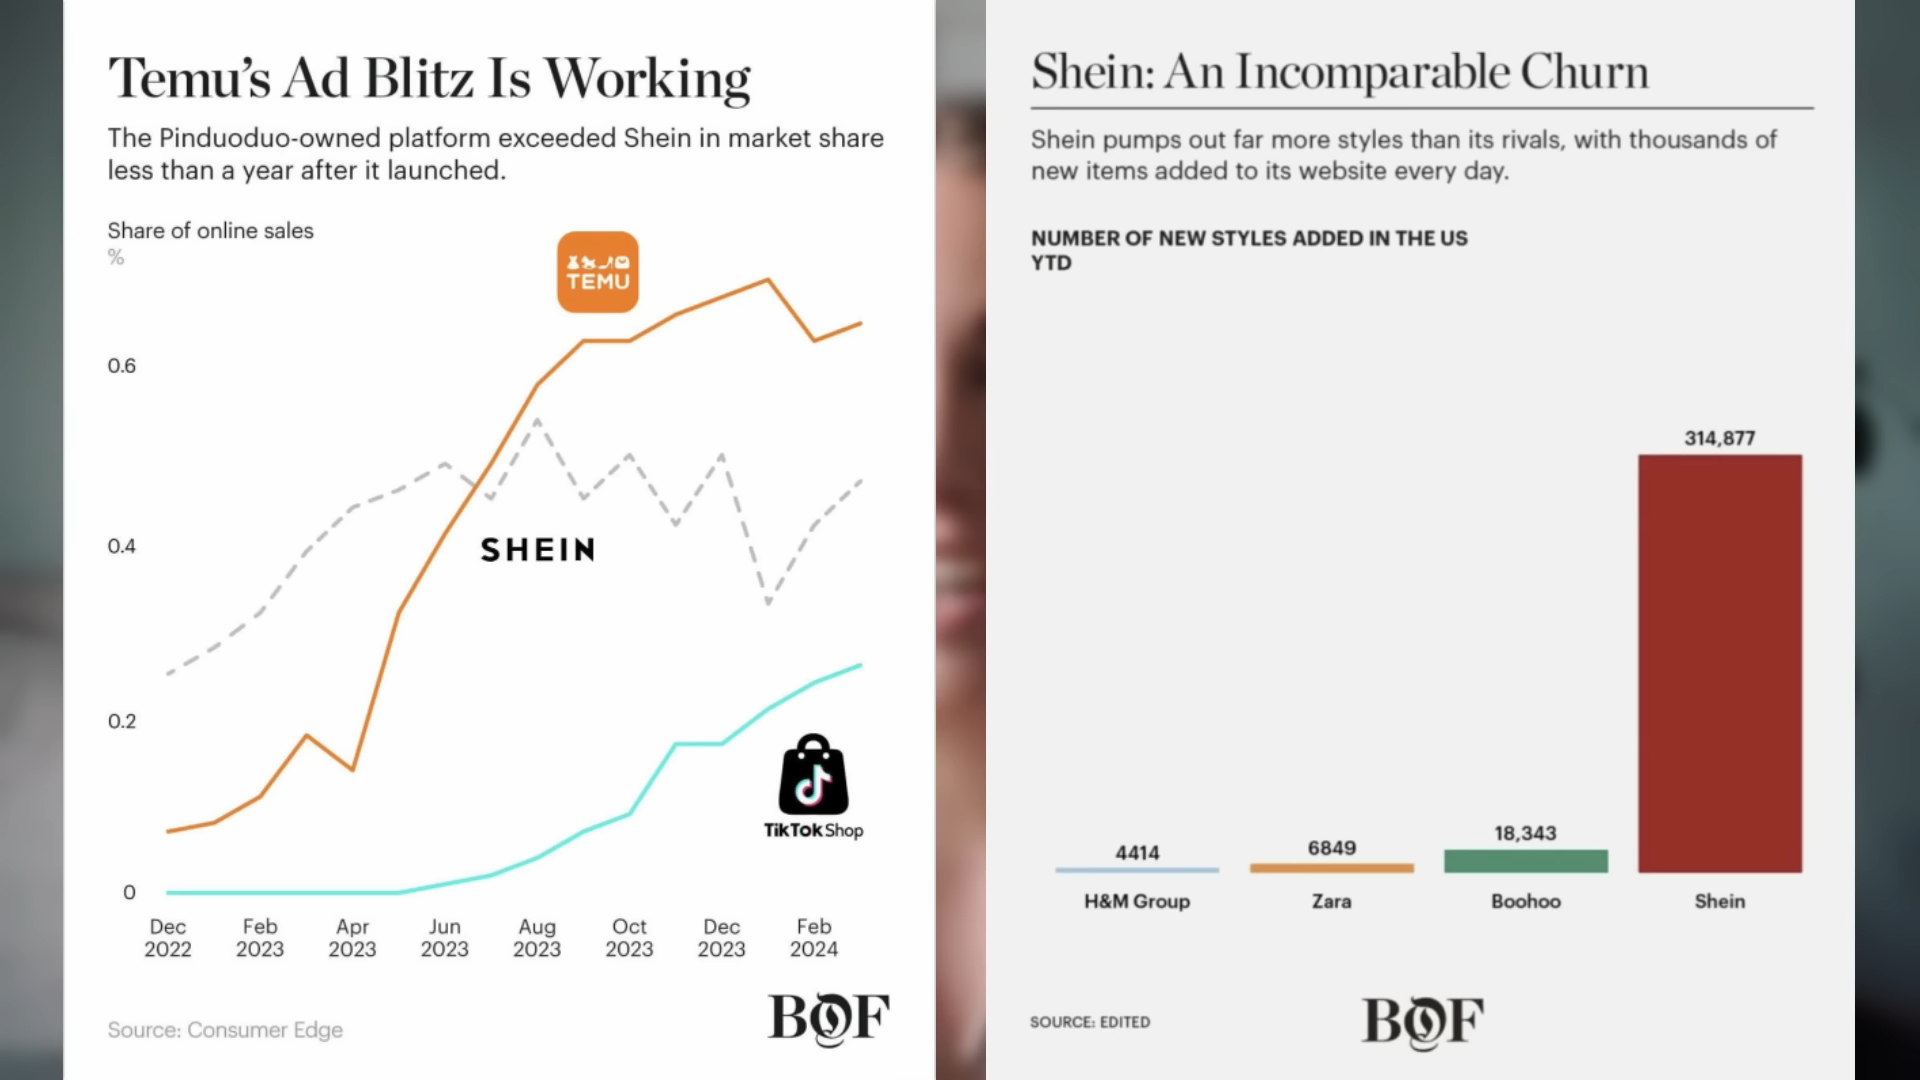 Temu’s Ad Blitz Is Working
The Pinduoduo-owned platform exceeded Shein in market share
less than a year after it launched.
Share of online sales
%
TEMU
0.6
0.4
0.2
0
SHEIN
TikTok Shop
Dec
2022
Feb
2023
Apr
2023
Jun
2023
Aug
2023
Oct
2023
Dec
2023
Feb
2024
Source: Consumer Edge
BOF
Shein: An Incomparable Churn
Shein pumps out far more styles than its rivals, with thousands of
new items added to its website every day.
NUMBER OF NEW STYLES ADDED IN THE US
YTD
4414
6849
18,343
314,877
H&M Group
Zara
Boohoo
Shein
SOURCE: EDITED
BOF